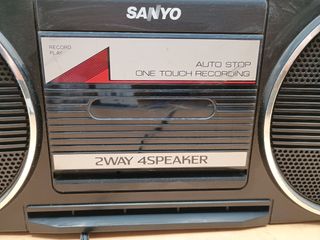 SANYO
RECORD
PLAY
AUTO STOP
ONE TOUCH RECORDING
2WAY 4SPEAKER